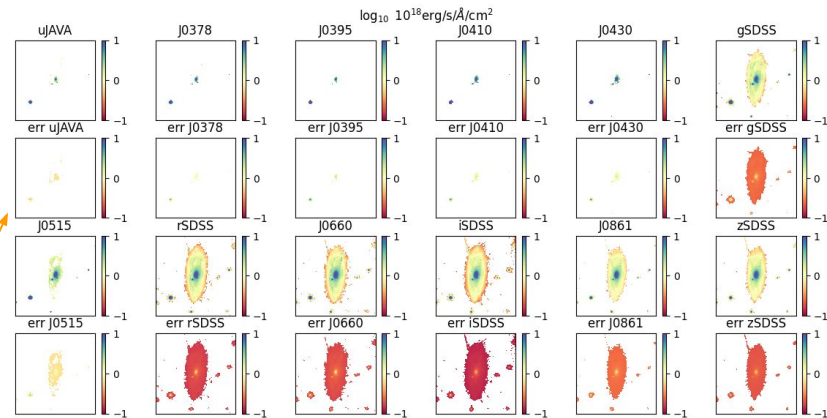 log₁₀ 10¹⁸erg/s/Å/cm²
uJAVA J0378 J0395 J0410 J0430 gSDSS
1 1 1 1 1 1
0 0 0 0 0 0
−1 −1 −1 −1 −1 −1
err uJAVA err J0378 err J0395 err J0410 err J0430 err gSDSS
1 1 1 1 1 1
0 0 0 0 0 0
−1 −1 −1 −1 −1 −1
J0515 rSDSS J0660 iSDSS J0861 zSDSS
1 1 1 1 1 1
0 0 0 0 0 0
−1 −1 −1 −1 −1 −1
err J0515 err rSDSS err J0660 err iSDSS err J0861 err zSDSS
1 1 1 1 1 1
0 0 0 0 0 0
−1 −1 −1 −1 −1 −1